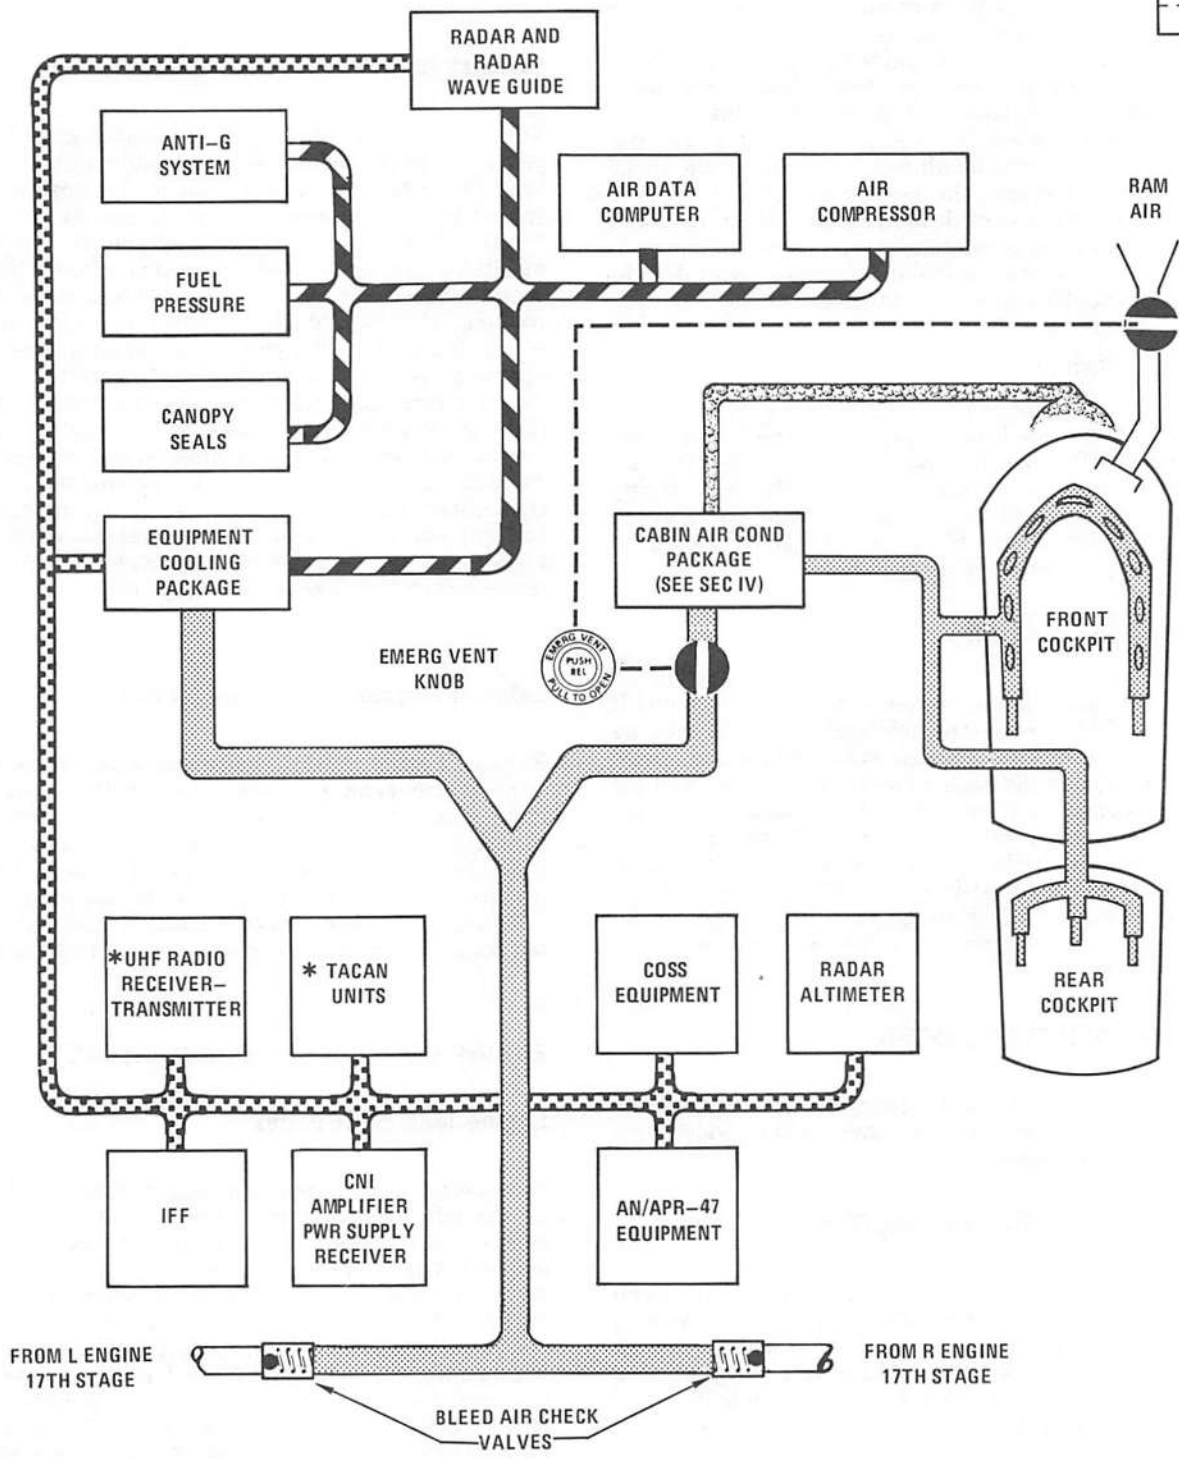 RADAR AND
RADAR
WAVE GUIDE
ANTI-G
SYSTEM
AIR DATA
COMPUTER
AIR
COMPRESSOR
RAM
AIR
FUEL
PRESSURE
CANOPY
SEALS
EQUIPMENT
COOLING
PACKAGE
CABIN AIR COND
PACKAGE
(SEE SEC IV)
FRONT
COCKPIT
EMERG VENT
KNOB
EMERG VENT
PUSH
REL
PULL TO OPEN
*UHF RADIO
RECEIVER-
TRANSMITTER
* TACAN
UNITS
COSS
EQUIPMENT
RADAR
ALTIMETER
REAR
COCKPIT
IFF
CNI
AMPLIFIER
PWR SUPPLY
RECEIVER
AN/APR-47
EQUIPMENT
FROM L ENGINE
17TH STAGE
FROM R ENGINE
17TH STAGE
BLEED AIR CHECK
VALVES